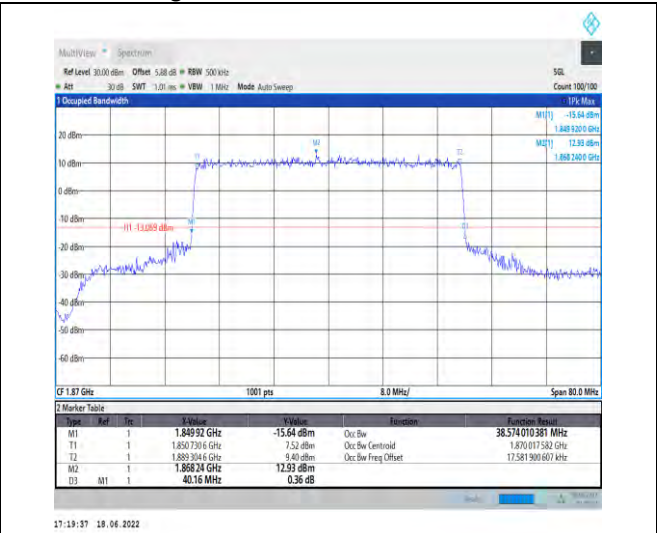 MultiView Spectrum
Ref Level 30.00 dBm Offset 5.88 dB RBW 500 kHz SGL
Att 30 dB SWT 1.01 ms VBW 1 MHz Mode Auto Sweep Count 100/100
1 Occupied Bandwidth 1Pk Max
M1[1] -15.64 dBm
1.849 920 0 GHz
M2[1] 12.93 dBm
1.868 240 0 GHz
20 dBm
M2
T1 T2
10 dBm
0 dBm
-10 dBm
H1 -13.069 dBm M1 D3
-20 dBm
-30 dBm
-40 dBm
-50 dBm
-60 dBm
CF 1.87 GHz 1001 pts 8.0 MHz/ Span 80.0 MHz
2 Marker Table
Type Ref Trc X-Value Y-Value Function Function Result
M1 1 1.849 92 GHz -15.64 dBm Occ Bw 38.574 010 381 MHz
T1 1 1.850 730 6 GHz 7.52 dBm Occ Bw Centroid 1.870 017 582 GHz
T2 1 1.889 304 6 GHz 9.40 dBm Occ Bw Freq Offset 17.581 900 607 kHz
M2 1 1.868 24 GHz 12.93 dBm
D3 M1 1 40.16 MHz 0.36 dB
17:19:37 18.06.2022